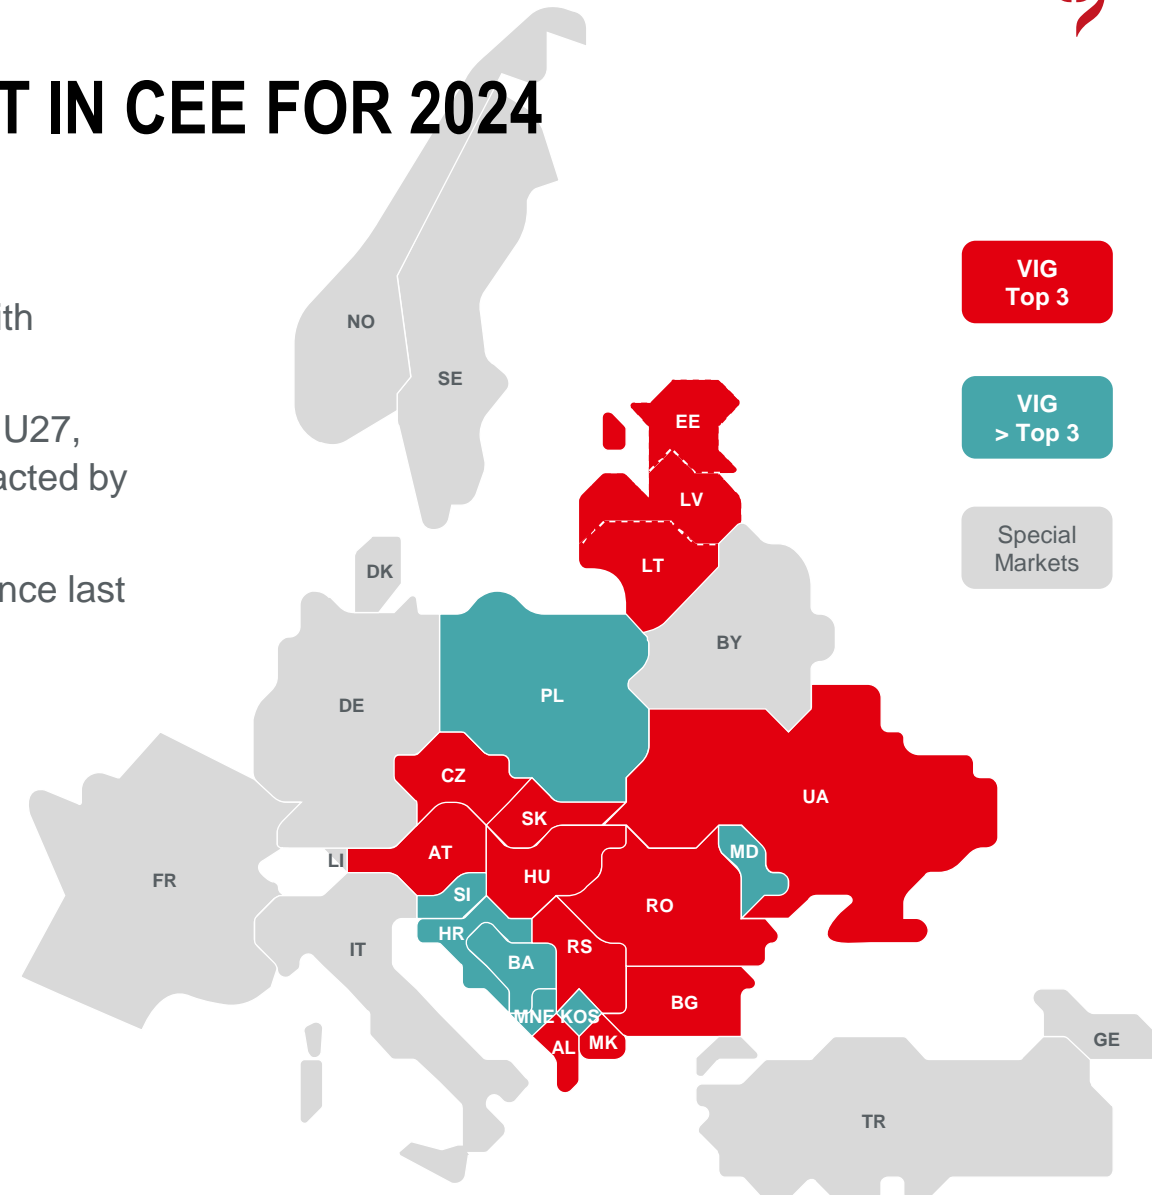 T IN CEE FOR 2024
ith
U27,
acted by
nce last
VIG
Top 3
VIG
> Top 3
Special
Markets
NO
SE
EE
LV
LT
DK
BY
DE
PL
CZ
UA
SK
AT
MD
LI
HU
FR
SI
RO
HR
RS
IT
BA
BG
MNE
KOS
AL
MK
GE
TR